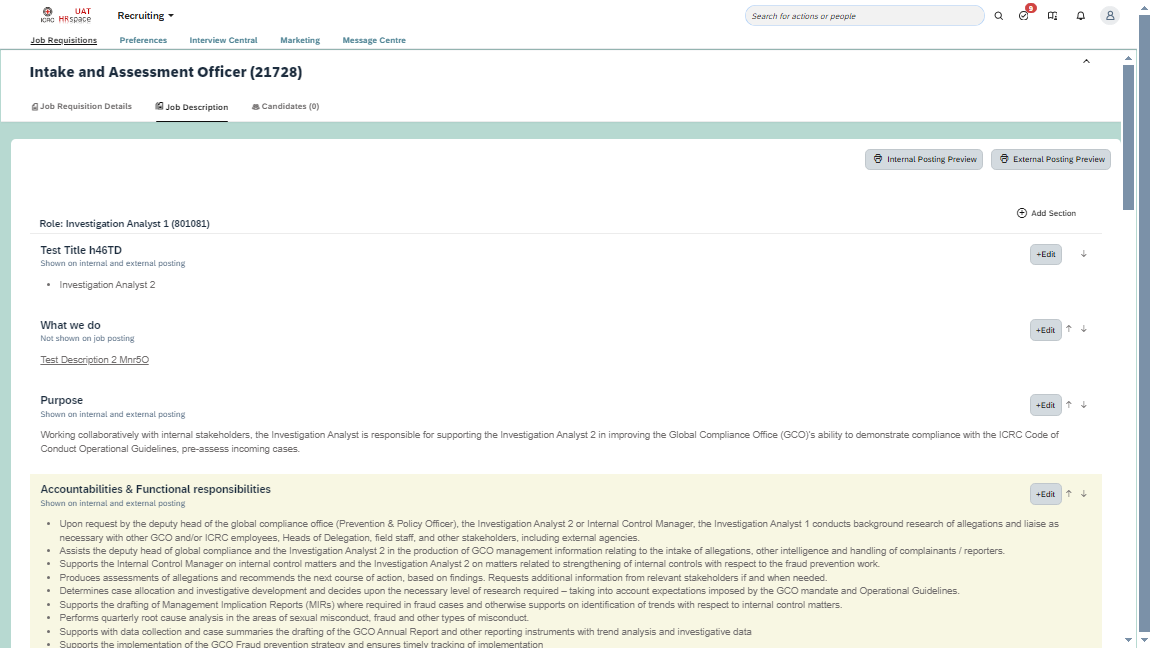 ICRC UAT HRspace Recruiting Search for actions or people 9
Job Requisitions Preferences Interview Central Marketing Message Centre
Intake and Assessment Officer (21728)
Job Requisition Details Job Description Candidates (0)
Internal Posting Preview External Posting Preview
Add Section
Role: Investigation Analyst 1 (801081)
Test Title h46TD
+Edit
Shown on internal and external posting
• Investigation Analyst 2
What we do
+Edit
Not shown on job posting
Test Description 2 Mnr5O
Purpose
+Edit
Shown on internal and external posting
Working collaboratively with internal stakeholders, the Investigation Analyst is responsible for supporting the Investigation Analyst 2 in improving the Global Compliance Office (GCO)'s ability to demonstrate compliance with the ICRC Code of
Conduct Operational Guidelines, pre-assess incoming cases.
Accountabilities & Functional responsibilities
+Edit
Shown on internal and external posting
• Upon request by the deputy head of the global compliance office (Prevention & Policy Officer), the Investigation Analyst 2 or Internal Control Manager, the Investigation Analyst 1 conducts background research of allegations and liaise as
necessary with other GCO and/or ICRC employees, Heads of Delegation, field staff, and other stakeholders, including external agencies.
• Assists the deputy head of global compliance and the Investigation Analyst 2 in the production of GCO management information relating to the intake of allegations, other intelligence and handling of complainants / reporters.
• Supports the Internal Control Manager on internal control matters and the Investigation Analyst 2 on matters related to strengthening of internal controls with respect to the fraud prevention work.
• Produces assessments of allegations and recommends the next course of action, based on findings. Requests additional information from relevant stakeholders if and when needed.
• Determines case allocation and investigative development and decides upon the necessary level of research required – taking into account expectations imposed by the GCO mandate and Operational Guidelines.
• Supports the drafting of Management Implication Reports (MIRs) where required in fraud cases and otherwise supports on identification of trends with respect to internal control matters.
• Performs quarterly root cause analysis in the areas of sexual misconduct, fraud and other types of misconduct.
• Supports with data collection and case summaries the drafting of the GCO Annual Report and other reporting instruments with trend analysis and investigative data
• Supports the implementation of the GCO Fraud prevention strategy and ensures timely tracking of implementation